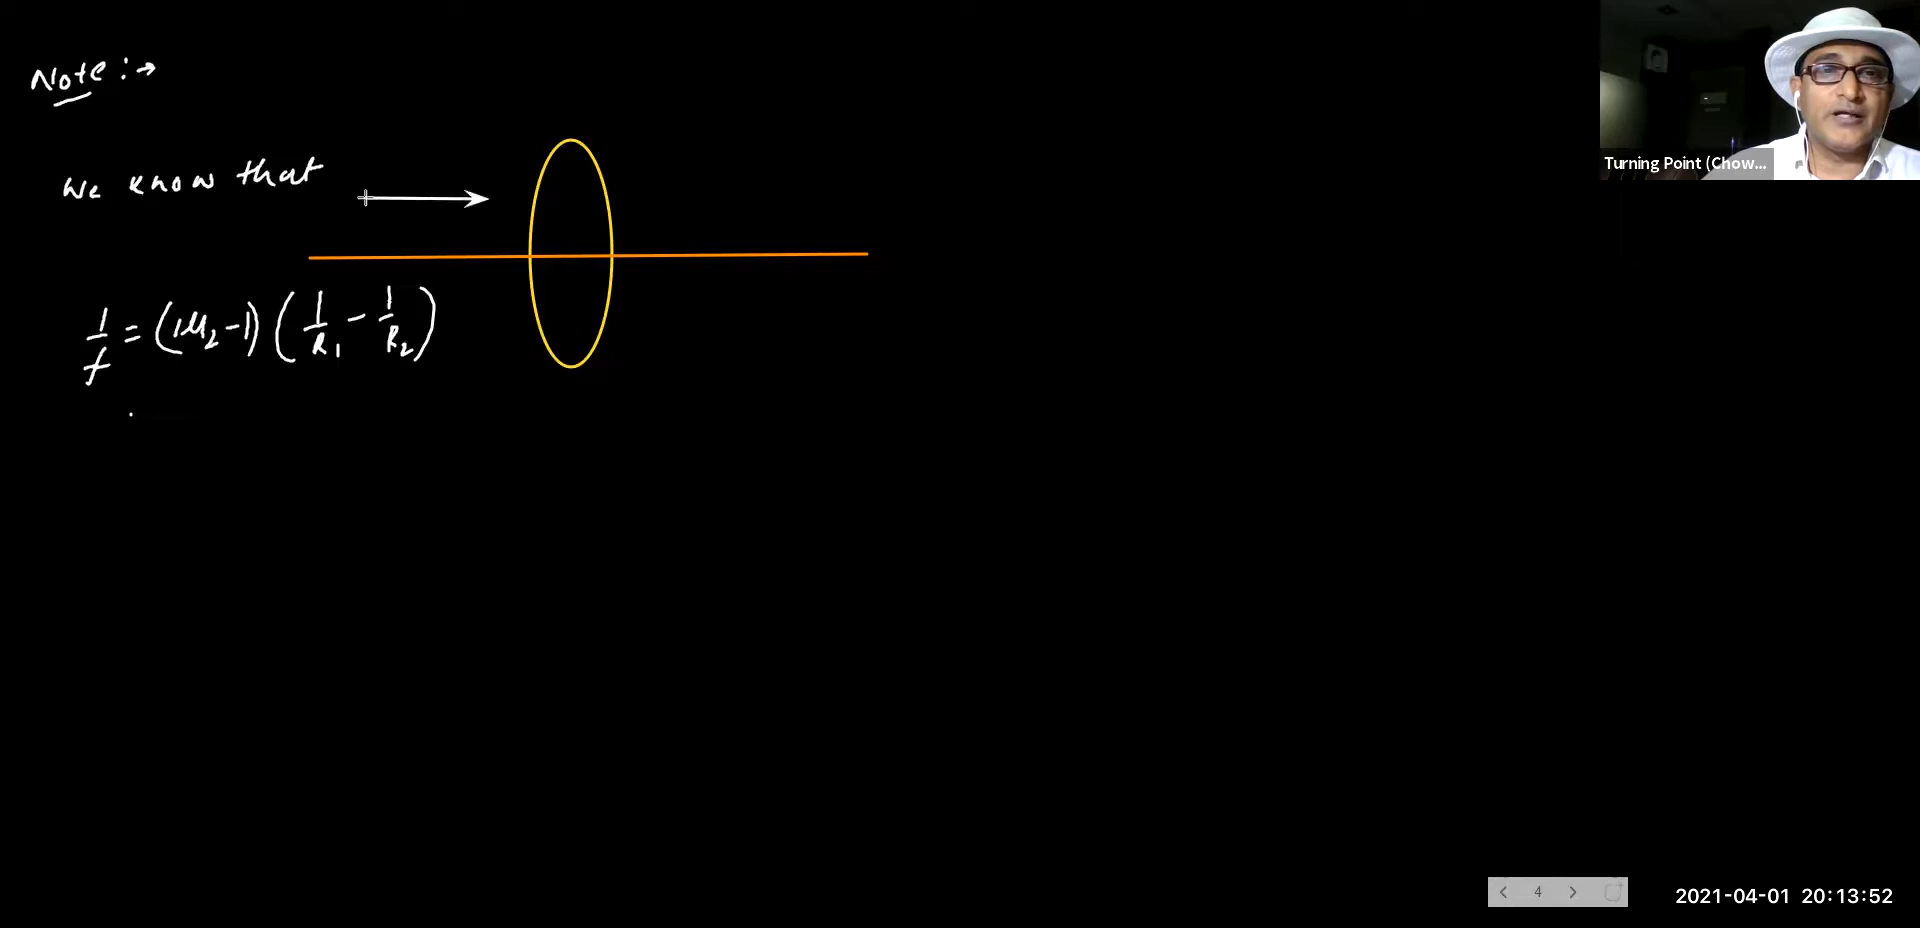 Note :→
We know that
1/f = (₁μ₂ - 1) (1/R₁ - 1/R₂)
Turning Point (Chow...
4
2021-04-01 20:13:52